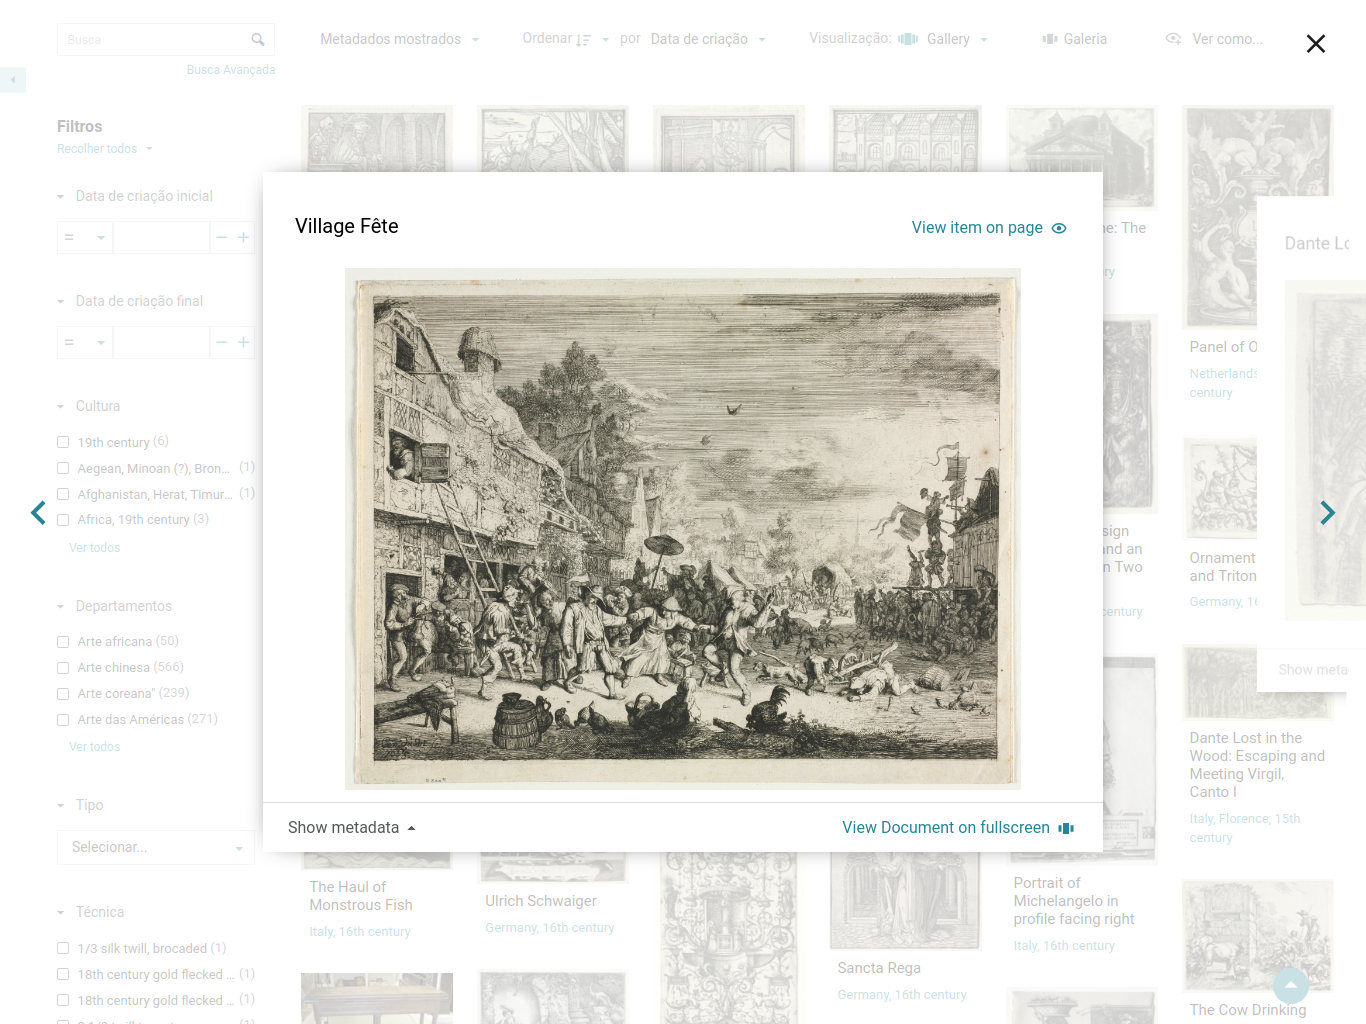 Busca
Busca Avançada
Metadados mostrados
Ordenar
por
Data de criação
Visualização:
Gallery
Galeria
Ver como...
Filtros
Recolher todos
Data de criação inicial
=
Data de criação final
=
Cultura
19th century (6)
Aegean, Minoan (?), Bron... (1)
Afghanistan, Herat, Timur... (1)
Africa, 19th century (3)
Ver todos
Departamentos
Arte africana (50)
Arte chinesa (566)
Arte coreana" (239)
Arte das Américas (271)
Ver todos
Tipo
Selecionar...
Técnica
1/3 silk twill, brocaded (1)
18th century gold flecked ... (1)
18th century gold flecked ... (1)
Village Fête
View item on page
Show metadata
View Document on fullscreen
The Haul of
Monstrous Fish
Italy, 16th century
Ulrich Schwaiger
Germany, 16th century
Sancta Rega
Germany, 16th century
ne: The
ry
sign
and an
n Two
century
Portrait of
Michelangelo in
profile facing right
Italy, 16th century
Panel of O
Netherlands
century
Ornament
and Triton
Germany, 16
Dante Lost in the
Wood: Escaping and
Meeting Virgil,
Canto I
Italy, Florence, 15th
century
The Cow Drinking
Dante Lo
Show meta